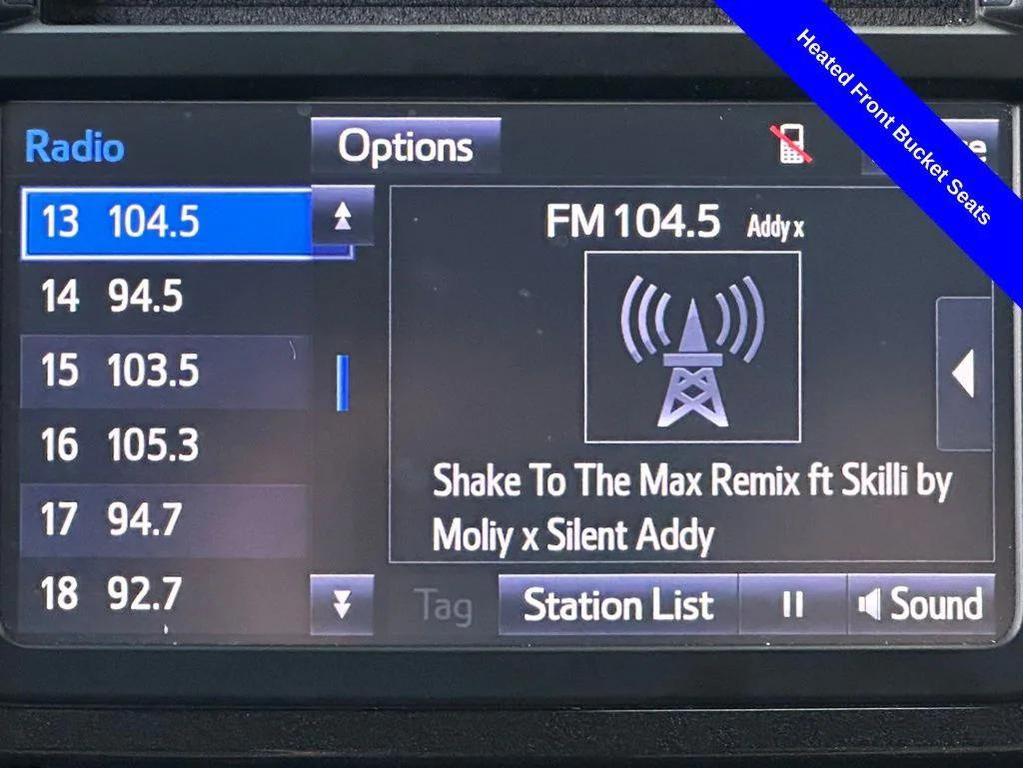 Heated Front Bucket Seats
Radio
Options
13 104.5
14 94.5
15 103.5
16 105.3
17 94.7
18 92.7
FM 104.5 Addy x
Shake To The Max Remix ft Skilli by
Moliy x Silent Addy
Tag
Station List
Sound